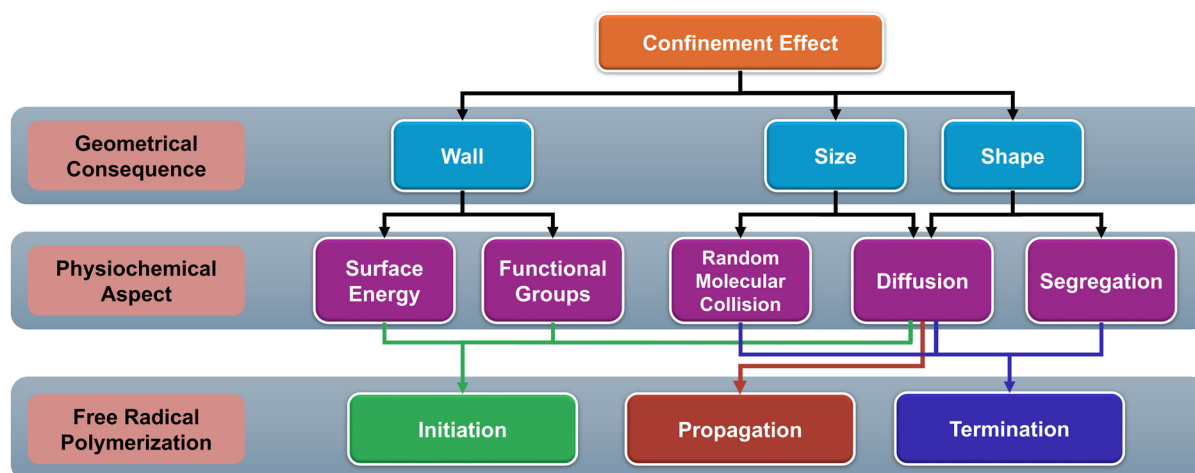 Confinement Effect
Geometrical
Consequence
Wall
Size
Shape
Physiochemical
Aspect
Surface
Energy
Functional
Groups
Random
Molecular
Collision
Diffusion
Segregation
Free Radical
Polymerization
Initiation
Propagation
Termination